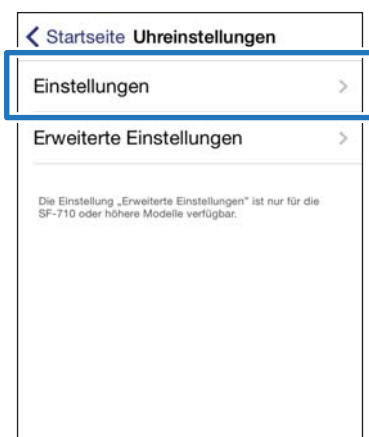 Startseite Uhreinstellungen
Einstellungen
Erweiterte Einstellungen
Die Einstellung „Erweiterte Einstellungen" ist nur für die
SF-710 oder höhere Modelle verfügbar.